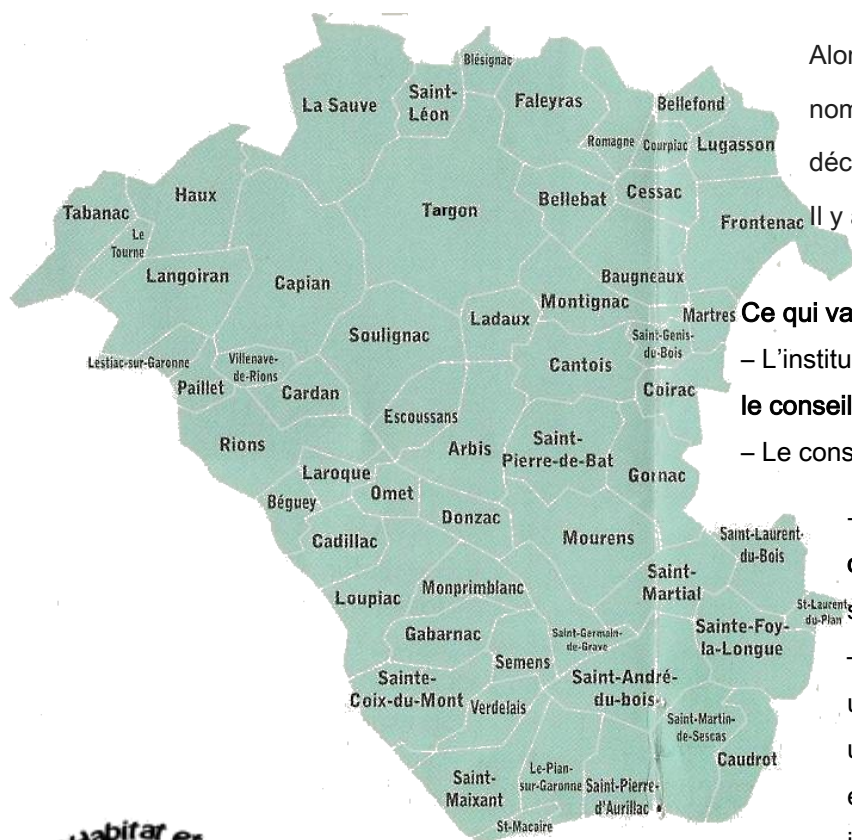 Blésignac
La Sauve
Saint-
Léon
Faleyras
Bellefond
Romagne
Courpiac
Lugasson
Tabanac
Haux
Le
Tourne
Langoiran
Capian
Targon
Bellebat
Cessac
Frontenac
Baugneaux
Montignac
Martres
Soulignac
Ladaux
Saint-Genis-
du-Bois
Lestiac-sur-Garonne
Villenave-
de-Rions
Paillet
Cardan
Cantois
Coirac
Escoussans
Rions
Arbis
Saint-
Pierre-de-Bat
Gornac
Laroque
Omet
Béguey
Donzac
Cadillac
Mourens
Saint-Laurent-
du-Bois
Saint-
Martial
Monprimblanc
Loupiac
St-Laurent-
du-Plan
Sainte-Foy-
la-Longue
Gabarnac
Saint-Germain-
de-Grave
Semens
Sainte-
Coix-du-Mont
Verdelais
Saint-André-
du-bois
Saint-Martin-
de-Sescas
Caudrot
Saint-
Maixant
Le-Pian-
sur-Garonne
Saint-Pierre-
d'Aurillac
St-Macaire
Habitat et
Alor
nom
déc
Il y a
Ce qui va
– L'institu
le conseil
– Le cons